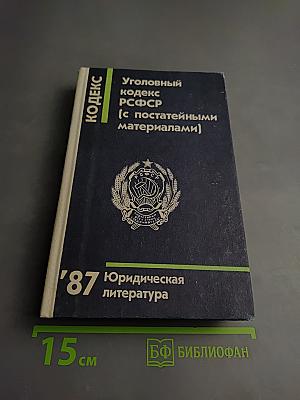 КОДЕКС
Уголовный
кодекс
РСФСР
(с постатейными
материалами)
'87
Юридическая
литература
15 см
БФ БИБЛИОФАН